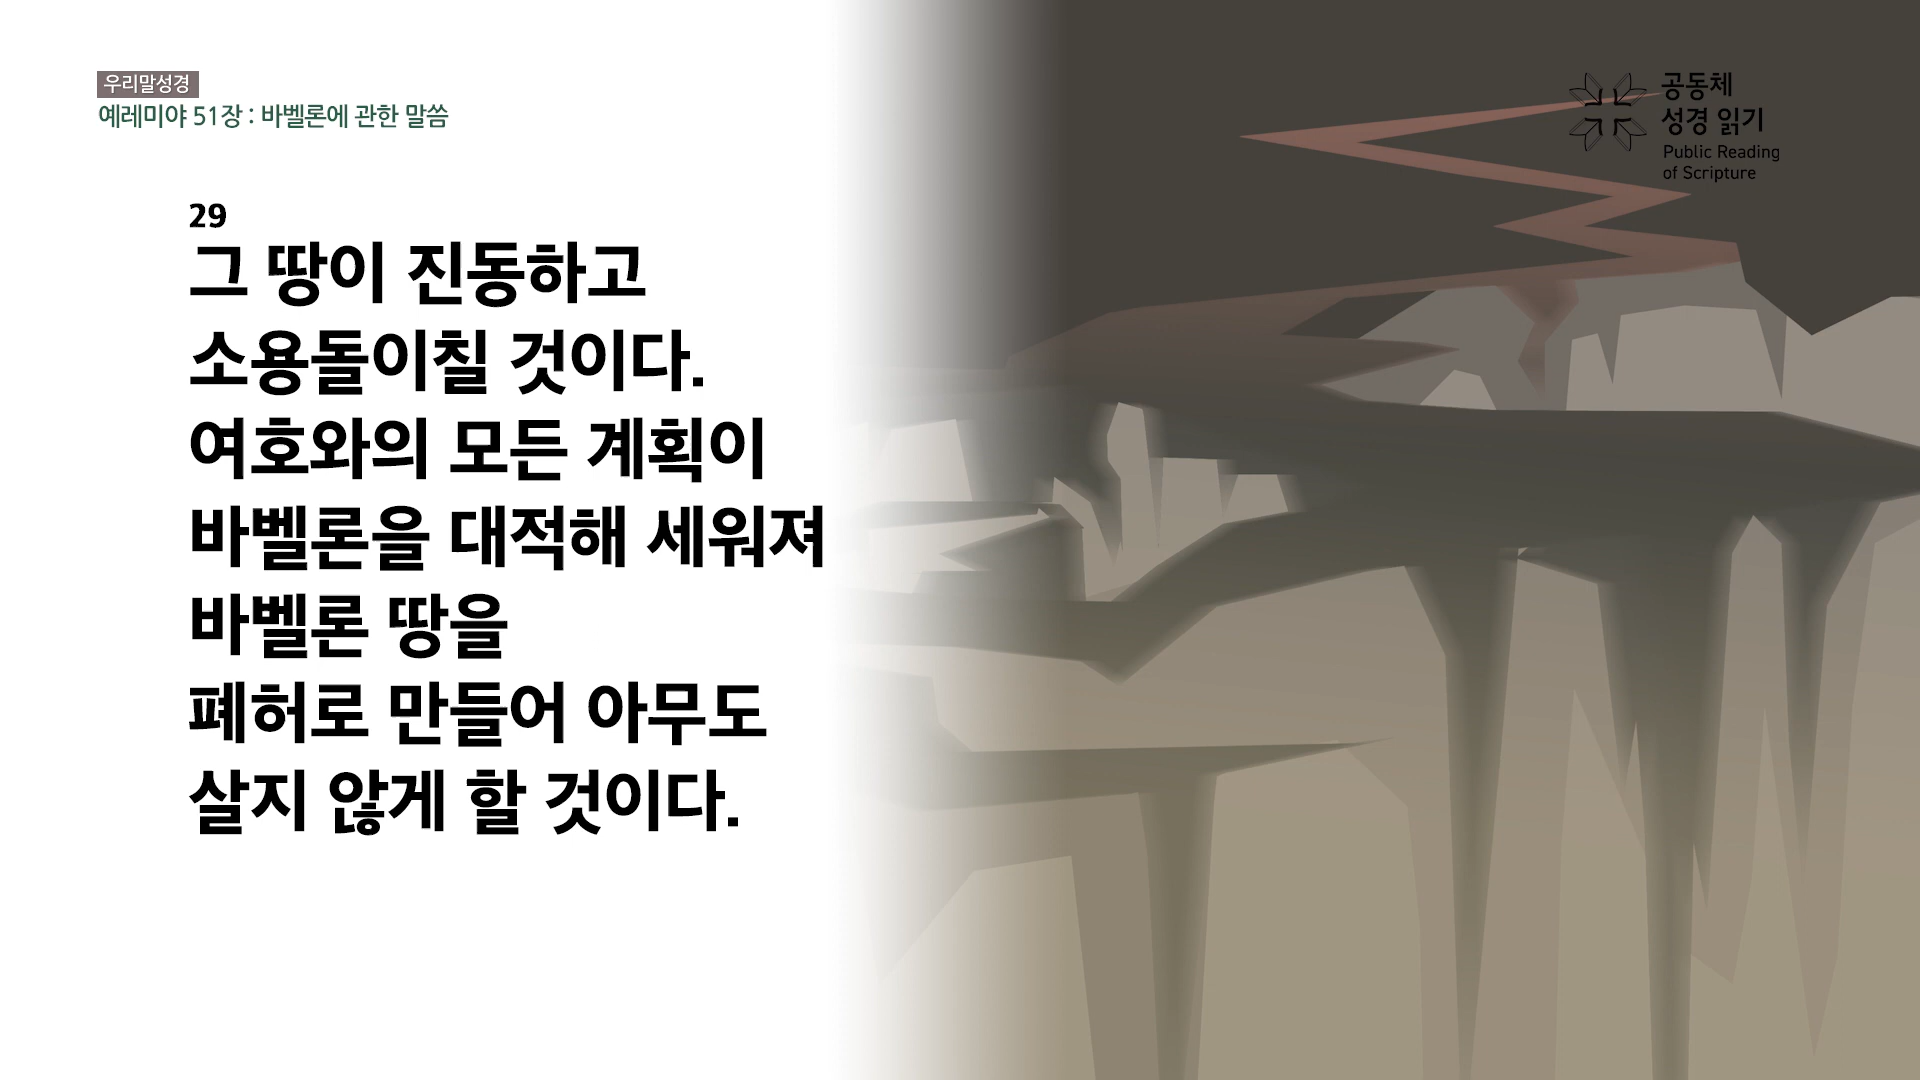 우리말성경
예레미야 51장 : 바벨론에 관한 말씀
공동체
성경 읽기
Public Reading
of Scripture
29
그 땅이 진동하고
소용돌이칠 것이다.
여호와의 모든 계획이
바벨론을 대적해 세워져
바벨론 땅을
폐허로 만들어 아무도
살지 않게 할 것이다.